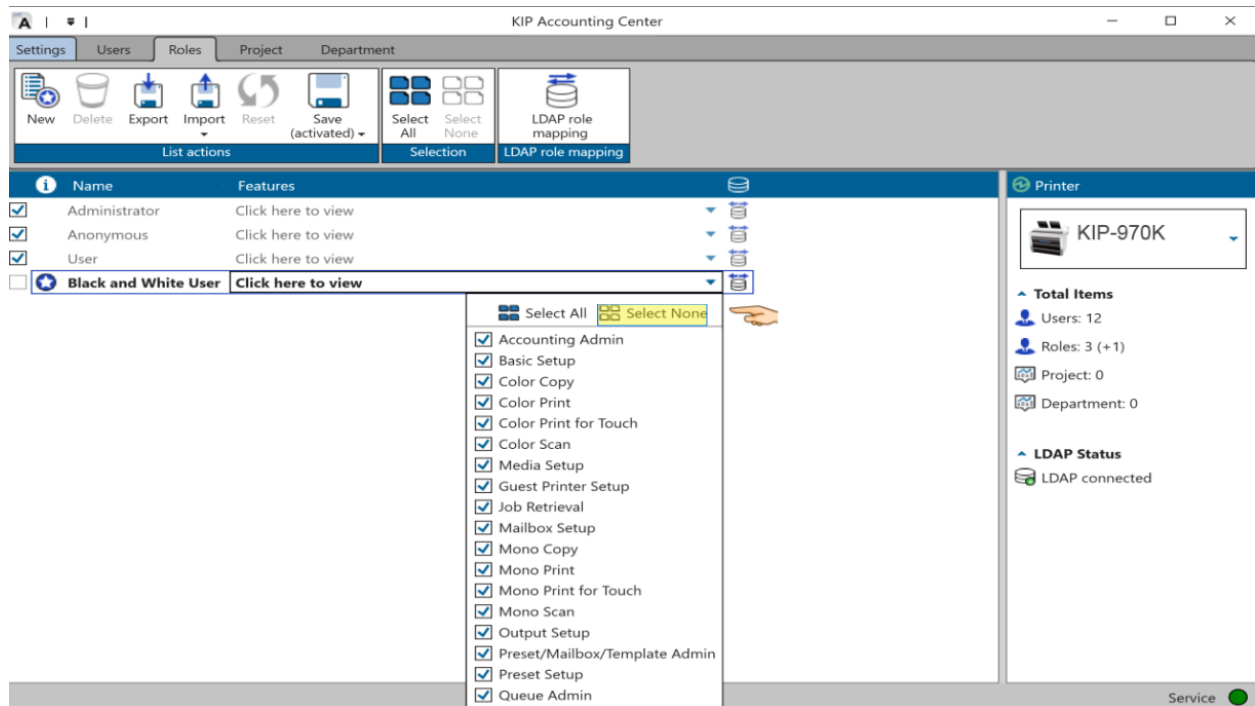 A
KIP Accounting Center
Settings Users Roles Project Department
New Delete Export Import Reset Save (activated) Select All Select None LDAP role mapping
List actions Selection LDAP role mapping
i Name Features Printer
Administrator Click here to view
Anonymous Click here to view
User Click here to view
Black and White User Click here to view
KIP-970K
Total Items
Users: 12
Roles: 3 (+1)
Project: 0
Department: 0
LDAP Status
LDAP connected
Select All Select None
Accounting Admin
Basic Setup
Color Copy
Color Print
Color Print for Touch
Color Scan
Media Setup
Guest Printer Setup
Job Retrieval
Mailbox Setup
Mono Copy
Mono Print
Mono Print for Touch
Mono Scan
Output Setup
Preset/Mailbox/Template Admin
Preset Setup
Queue Admin
Service